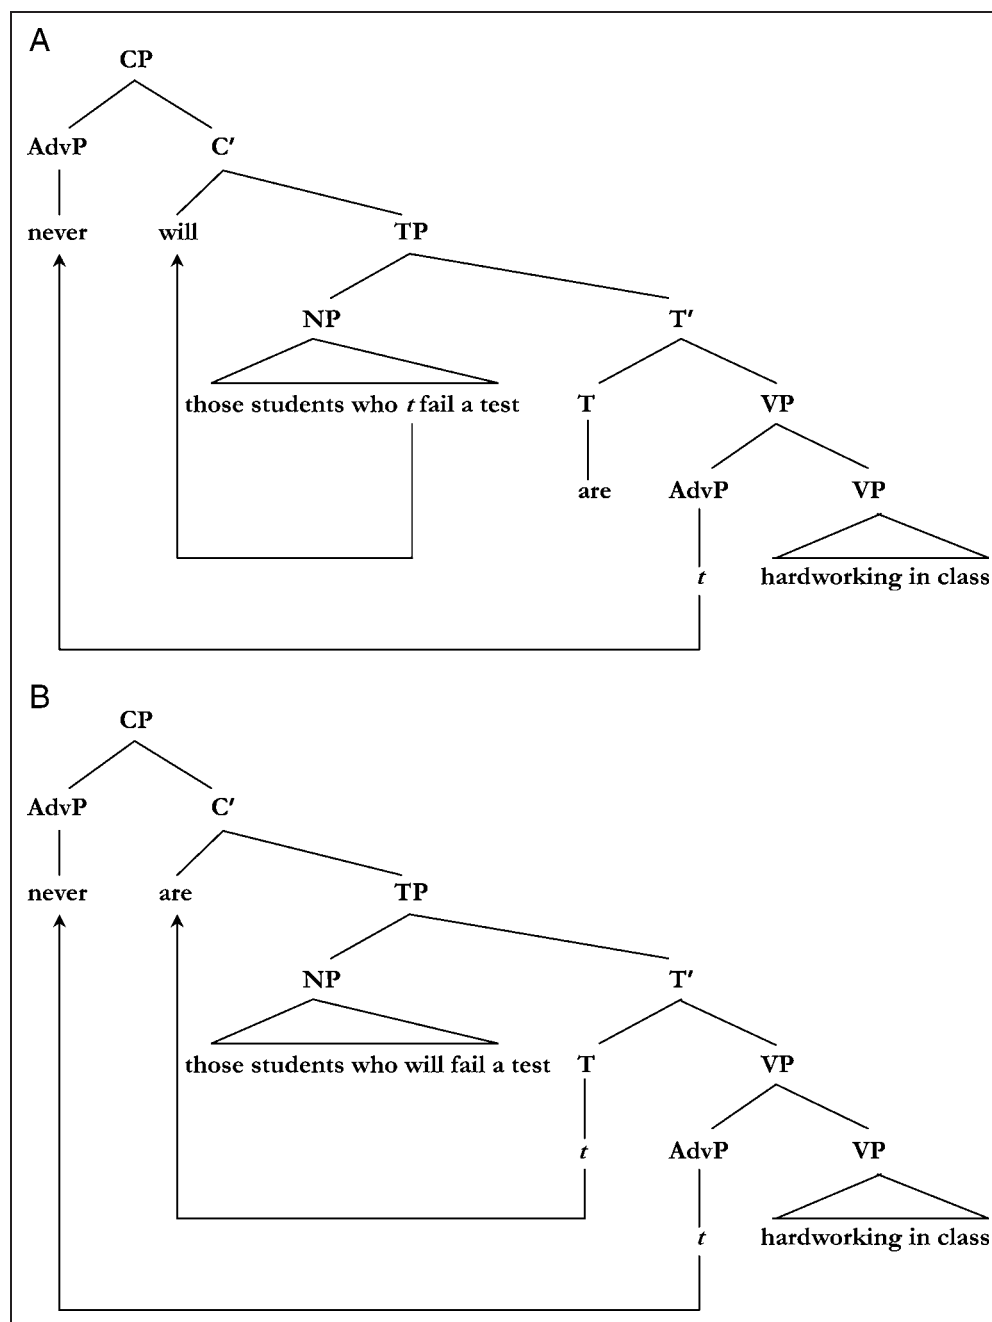 A
CP
AdvP C′
never will TP
NP T′
those students who t fail a test T VP
are AdvP VP
t hardworking in class
B
CP
AdvP C′
never are TP
NP T′
those students who will fail a test T VP
t AdvP VP
t hardworking in class